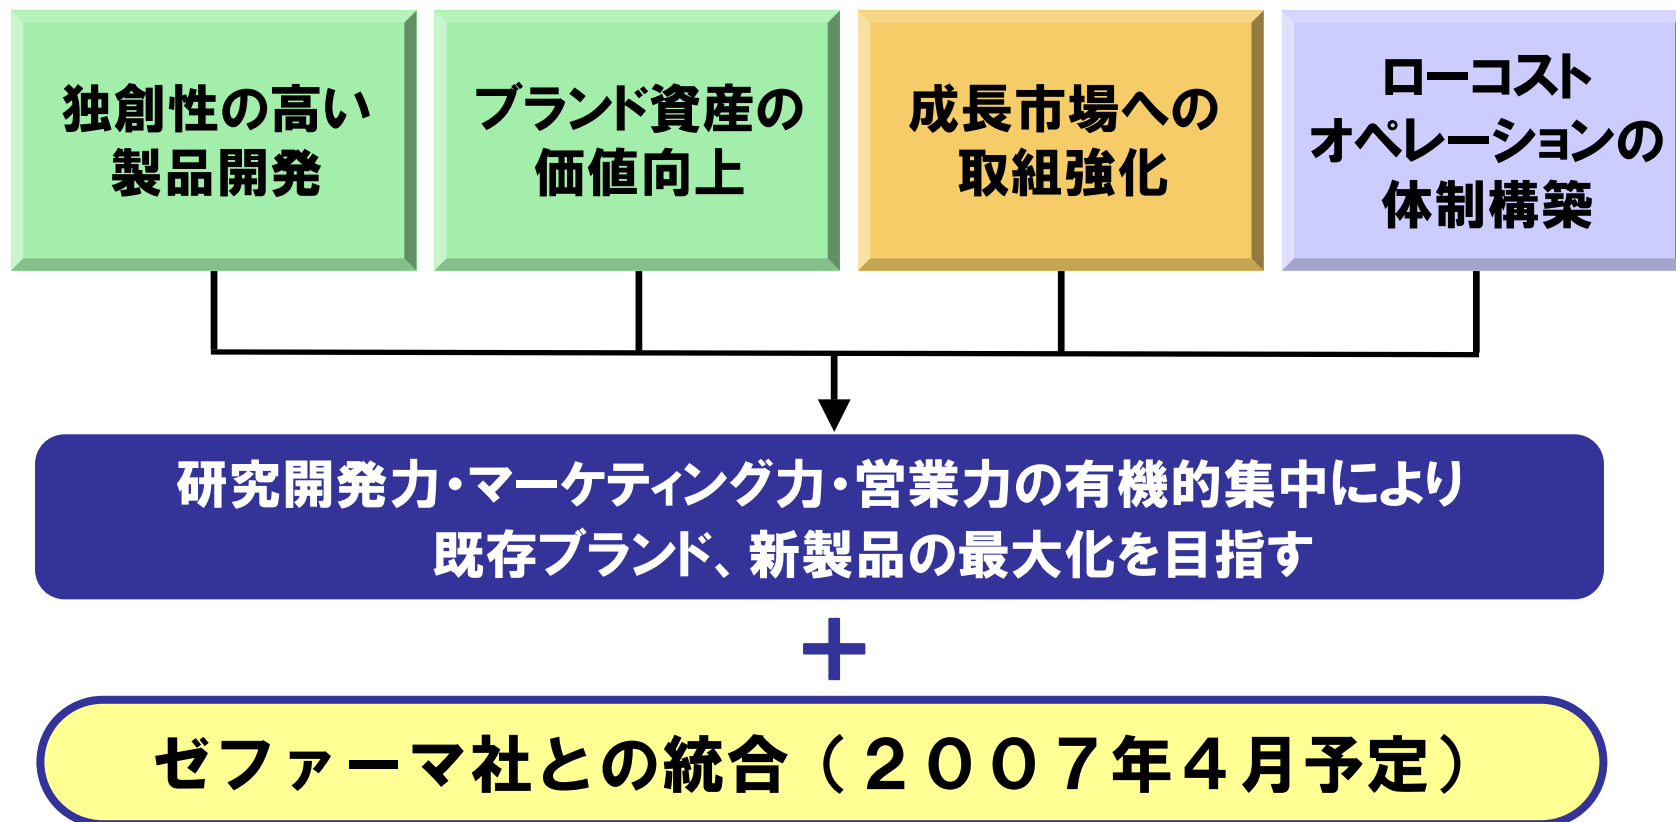 独創性の高い
製品開発
ブランド資産の
価値向上
成長市場への
取組強化
ローコスト
オペレーションの
体制構築
研究開発力・マーケティング力・営業力の有機的集中により
既存ブランド、新製品の最大化を目指す
＋
ゼファーマ社との統合（２００７年４月予定）